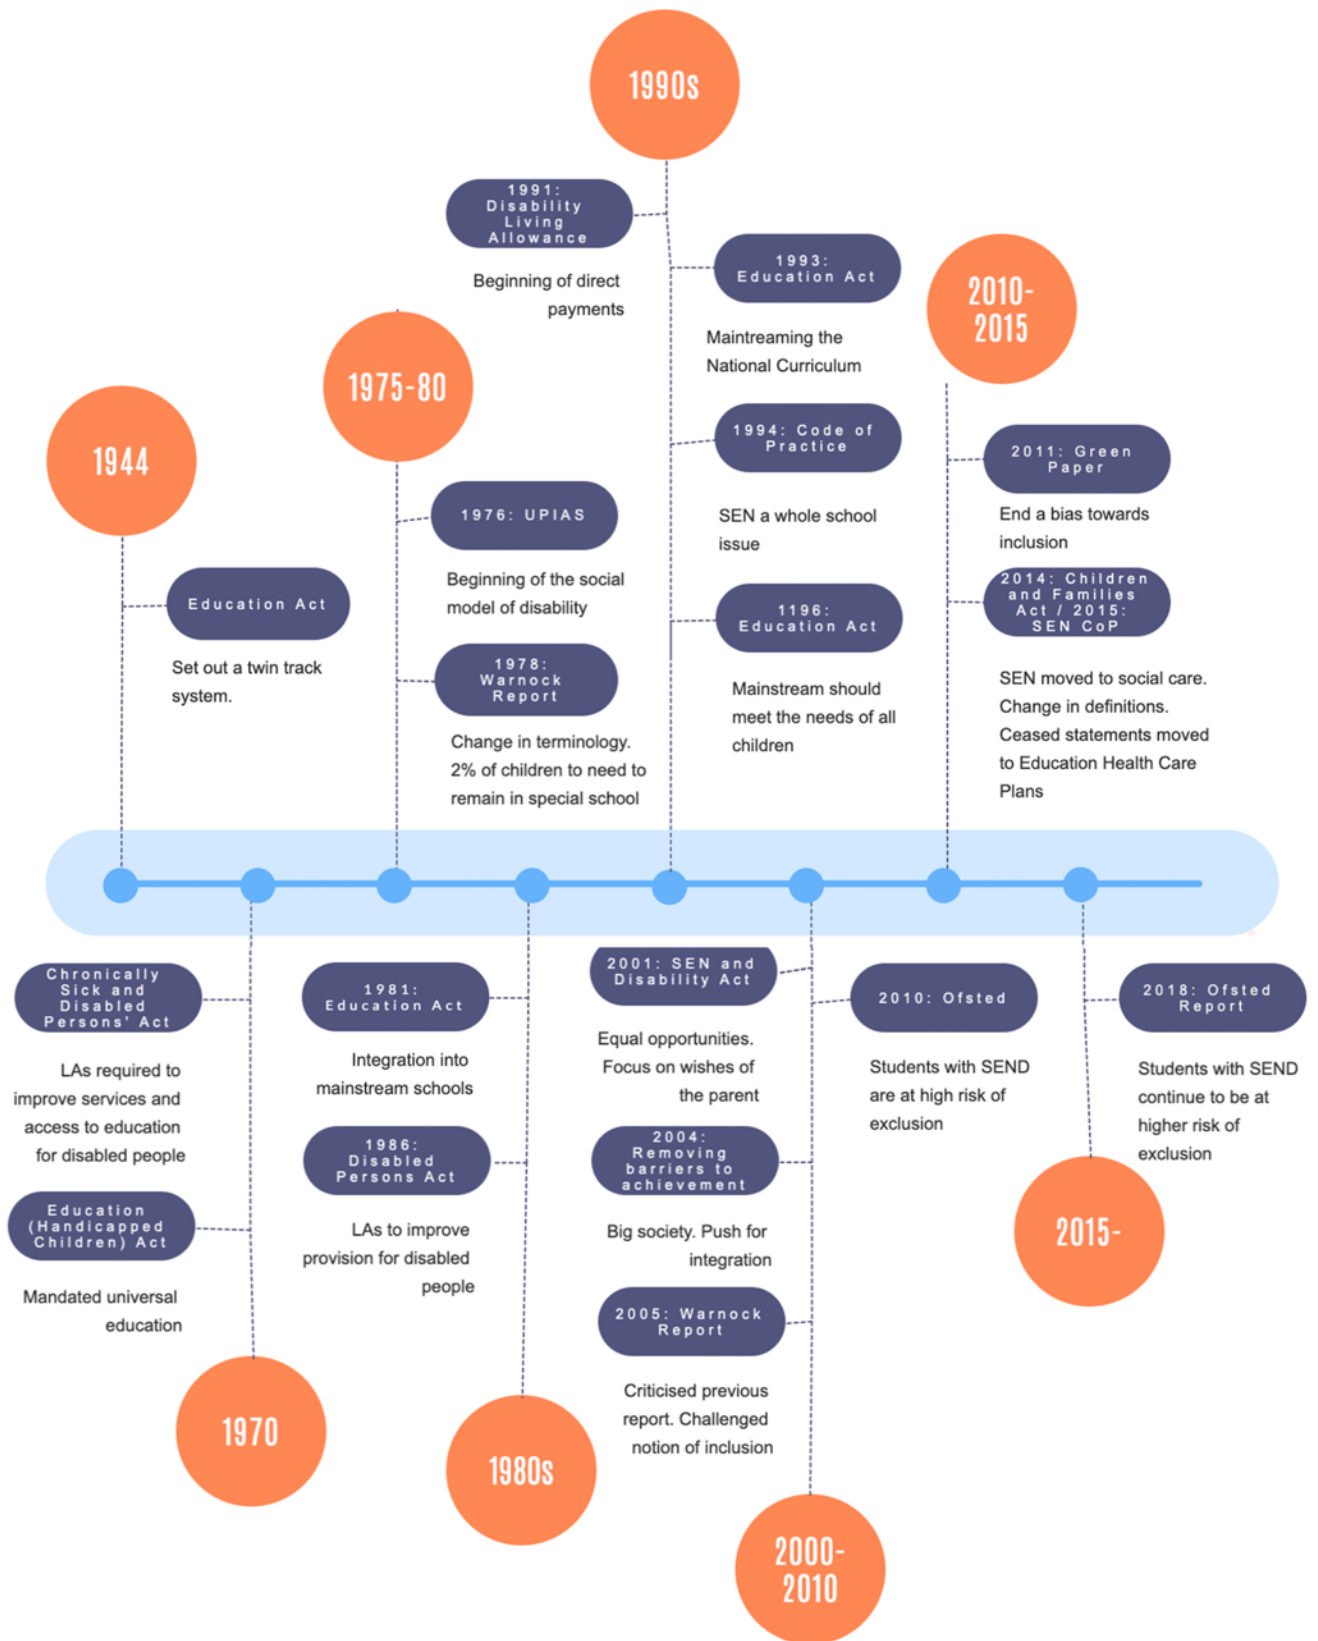 1990s
1991:
Disability
Living
Allowance
Beginning of direct
payments
1993:
Education Act
Maintreaming the
National Curriculum
1994: Code of
Practice
SEN a whole school
issue
1196:
Education Act
Mainstream should
meet the needs of all
children
2010-
2015
2011: Green
Paper
End a bias towards
inclusion
2014: Children
and Families
Act / 2015:
SEN CoP
SEN moved to social care.
Change in definitions.
Ceased statements moved
to Education Health Care
Plans
1975-80
1976: UPIAS
Beginning of the social
model of disability
1978:
Warnock
Report
Change in terminology.
2% of children to need to
remain in special school
1944
Education Act
Set out a twin track
system.
Chronically
Sick and
Disabled
Persons' Act
LAs required to
improve services and
access to education
for disabled people
Education
(Handicapped
Children) Act
Mandated universal
education
1970
1981:
Education Act
Integration into
mainstream schools
1986:
Disabled
Persons Act
LAs to improve
provision for disabled
people
1980s
2001: SEN and
Disability Act
Equal opportunities.
Focus on wishes of
the parent
2004:
Removing
barriers to
achievement
Big society. Push for
integration
2005: Warnock
Report
Criticised previous
report. Challenged
notion of inclusion
2010: Ofsted
Students with SEND
are at high risk of
exclusion
2000-
2010
2018: Ofsted
Report
Students with SEND
continue to be at
higher risk of
exclusion
2015-